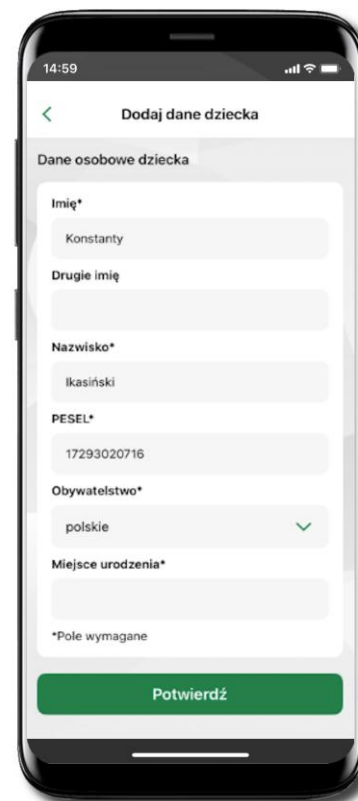 14:59
Dodaj dane dziecka
Dane osobowe dziecka
Imię*
Konstanty
Drugie imię
Nazwisko*
Ikasiński
PESEL*
17293020716
Obywatelstwo*
polskie
Miejsce urodzenia*
*Pole wymagane
Potwierdź